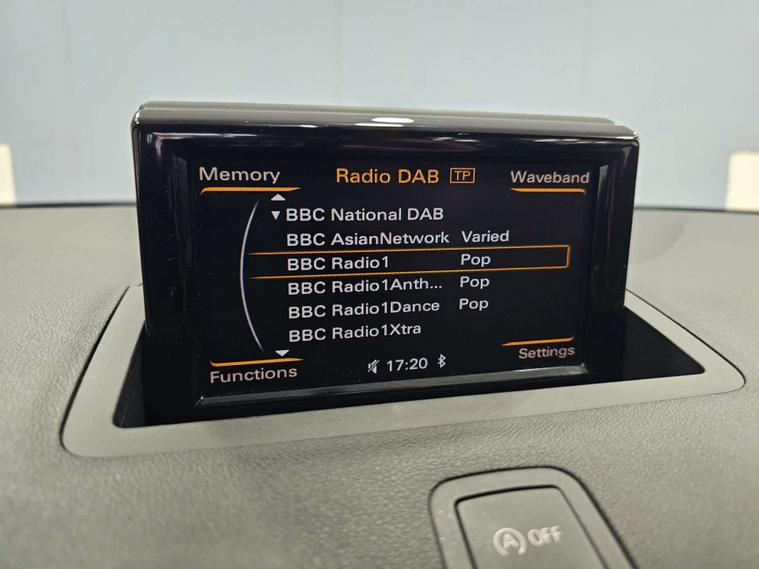 Memory Radio DAB TP Waveband
▼ BBC National DAB
BBC AsianNetwork Varied
BBC Radio1 Pop
BBC Radio1Anth... Pop
BBC Radio1Dance Pop
BBC Radio1Xtra
Functions 17:20 Settings
A OFF